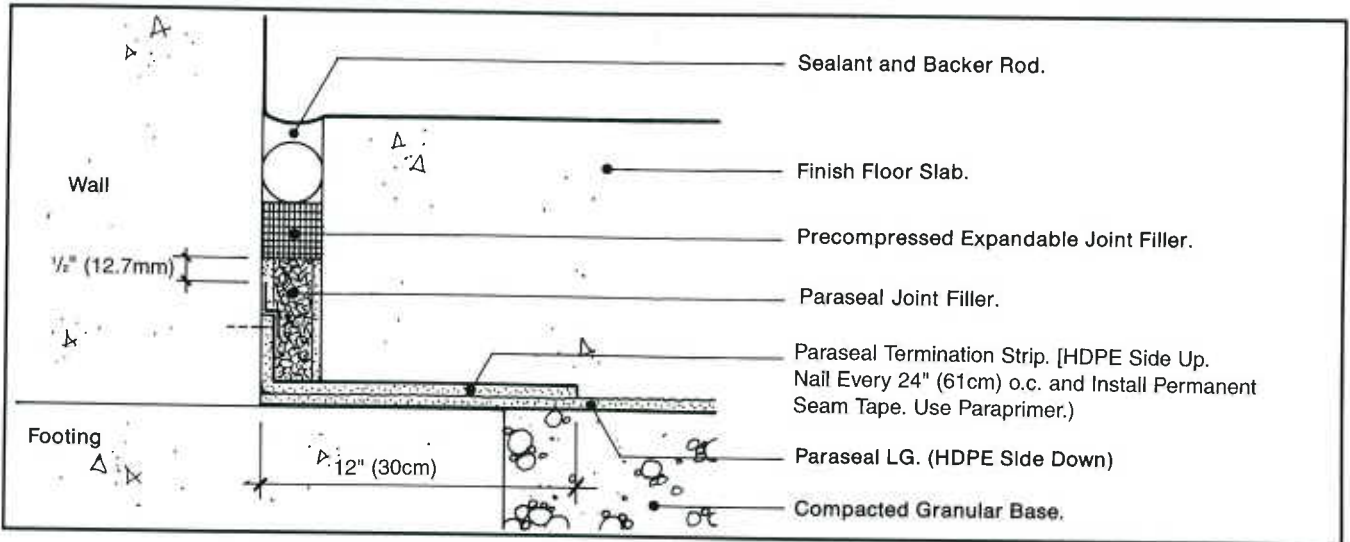 Sealant and Backer Rod.
Wall
Finish Floor Slab.
Precompressed Expandable Joint Filler.
½" (12.7mm)
Paraseal Joint Filler.
Paraseal Termination Strip. [HDPE Side Up.
Nail Every 24" (61cm) o.c. and Install Permanent
Seam Tape. Use Paraprimer.)
Footing
12" (30cm)
Paraseal LG. (HDPE Side Down)
Compacted Granular Base.